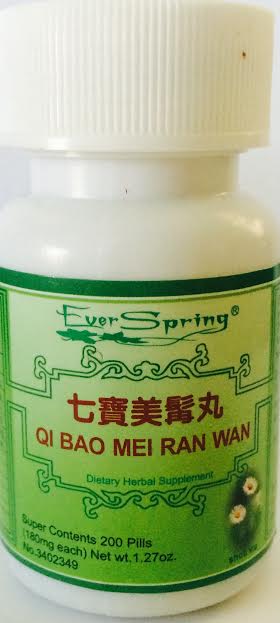 Ever Spring®
七寶美髯丸
QI BAO MEI RAN WAN
Dietary Herbal Supplement
Super Contents 200 Pills
(180mg each) Net wt.1.27oz.
No.3402349